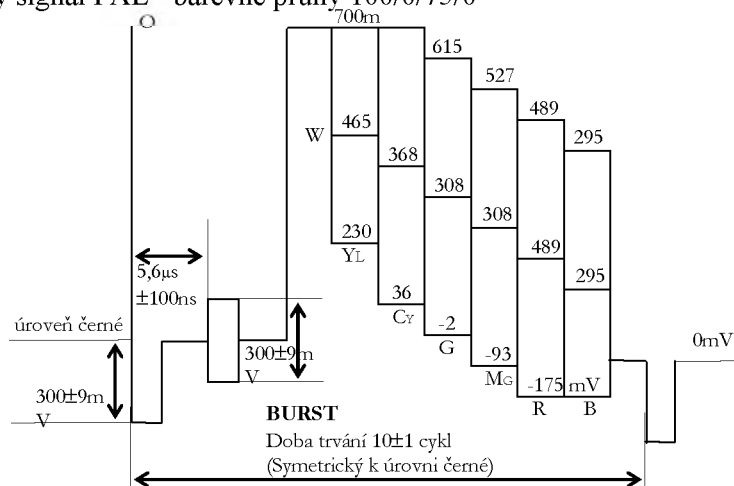 signál PAL - barevné pruhy 100/0/75/0
O
700m
615
527
489
295
W
465
368
308
308
489
295
230
YL
36
CY
-2
G
-93
MG
-175 mV
R
B
5,6µs
±100ns
úroveň černé
300±9m
V
300±9m
V
0mV
BURST
Doba trvání 10±1 cykl
(Symetrický k úrovni černé)